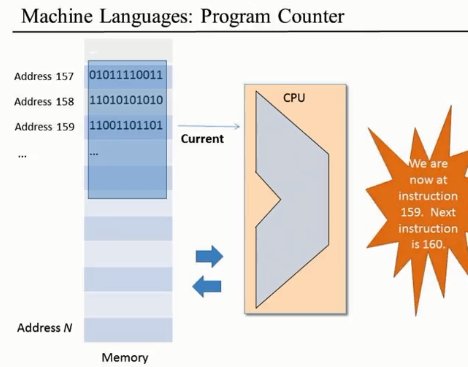 Machine Languages: Program Counter
...
Address 157
01011110011
Address 158
11010101010
Address 159
11001101101
...
...
Current
CPU
We are
now at
instruction
159. Next
instruction
is 160.
Address N
Memory